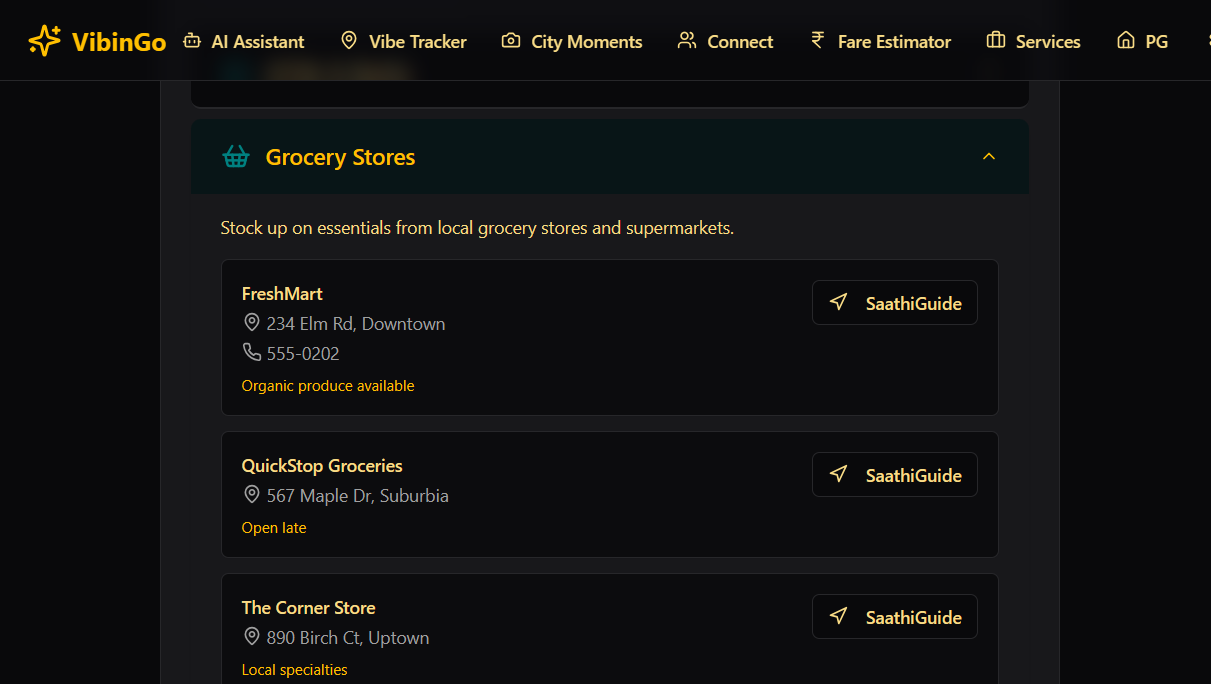 VibinGo AI Assistant Vibe Tracker City Moments Connect ₹ Fare Estimator Services PG
Grocery Stores
Stock up on essentials from local grocery stores and supermarkets.
FreshMart
SaathiGuide
234 Elm Rd, Downtown
555-0202
Organic produce available
QuickStop Groceries
SaathiGuide
567 Maple Dr, Suburbia
Open late
The Corner Store
SaathiGuide
890 Birch Ct, Uptown
Local specialties